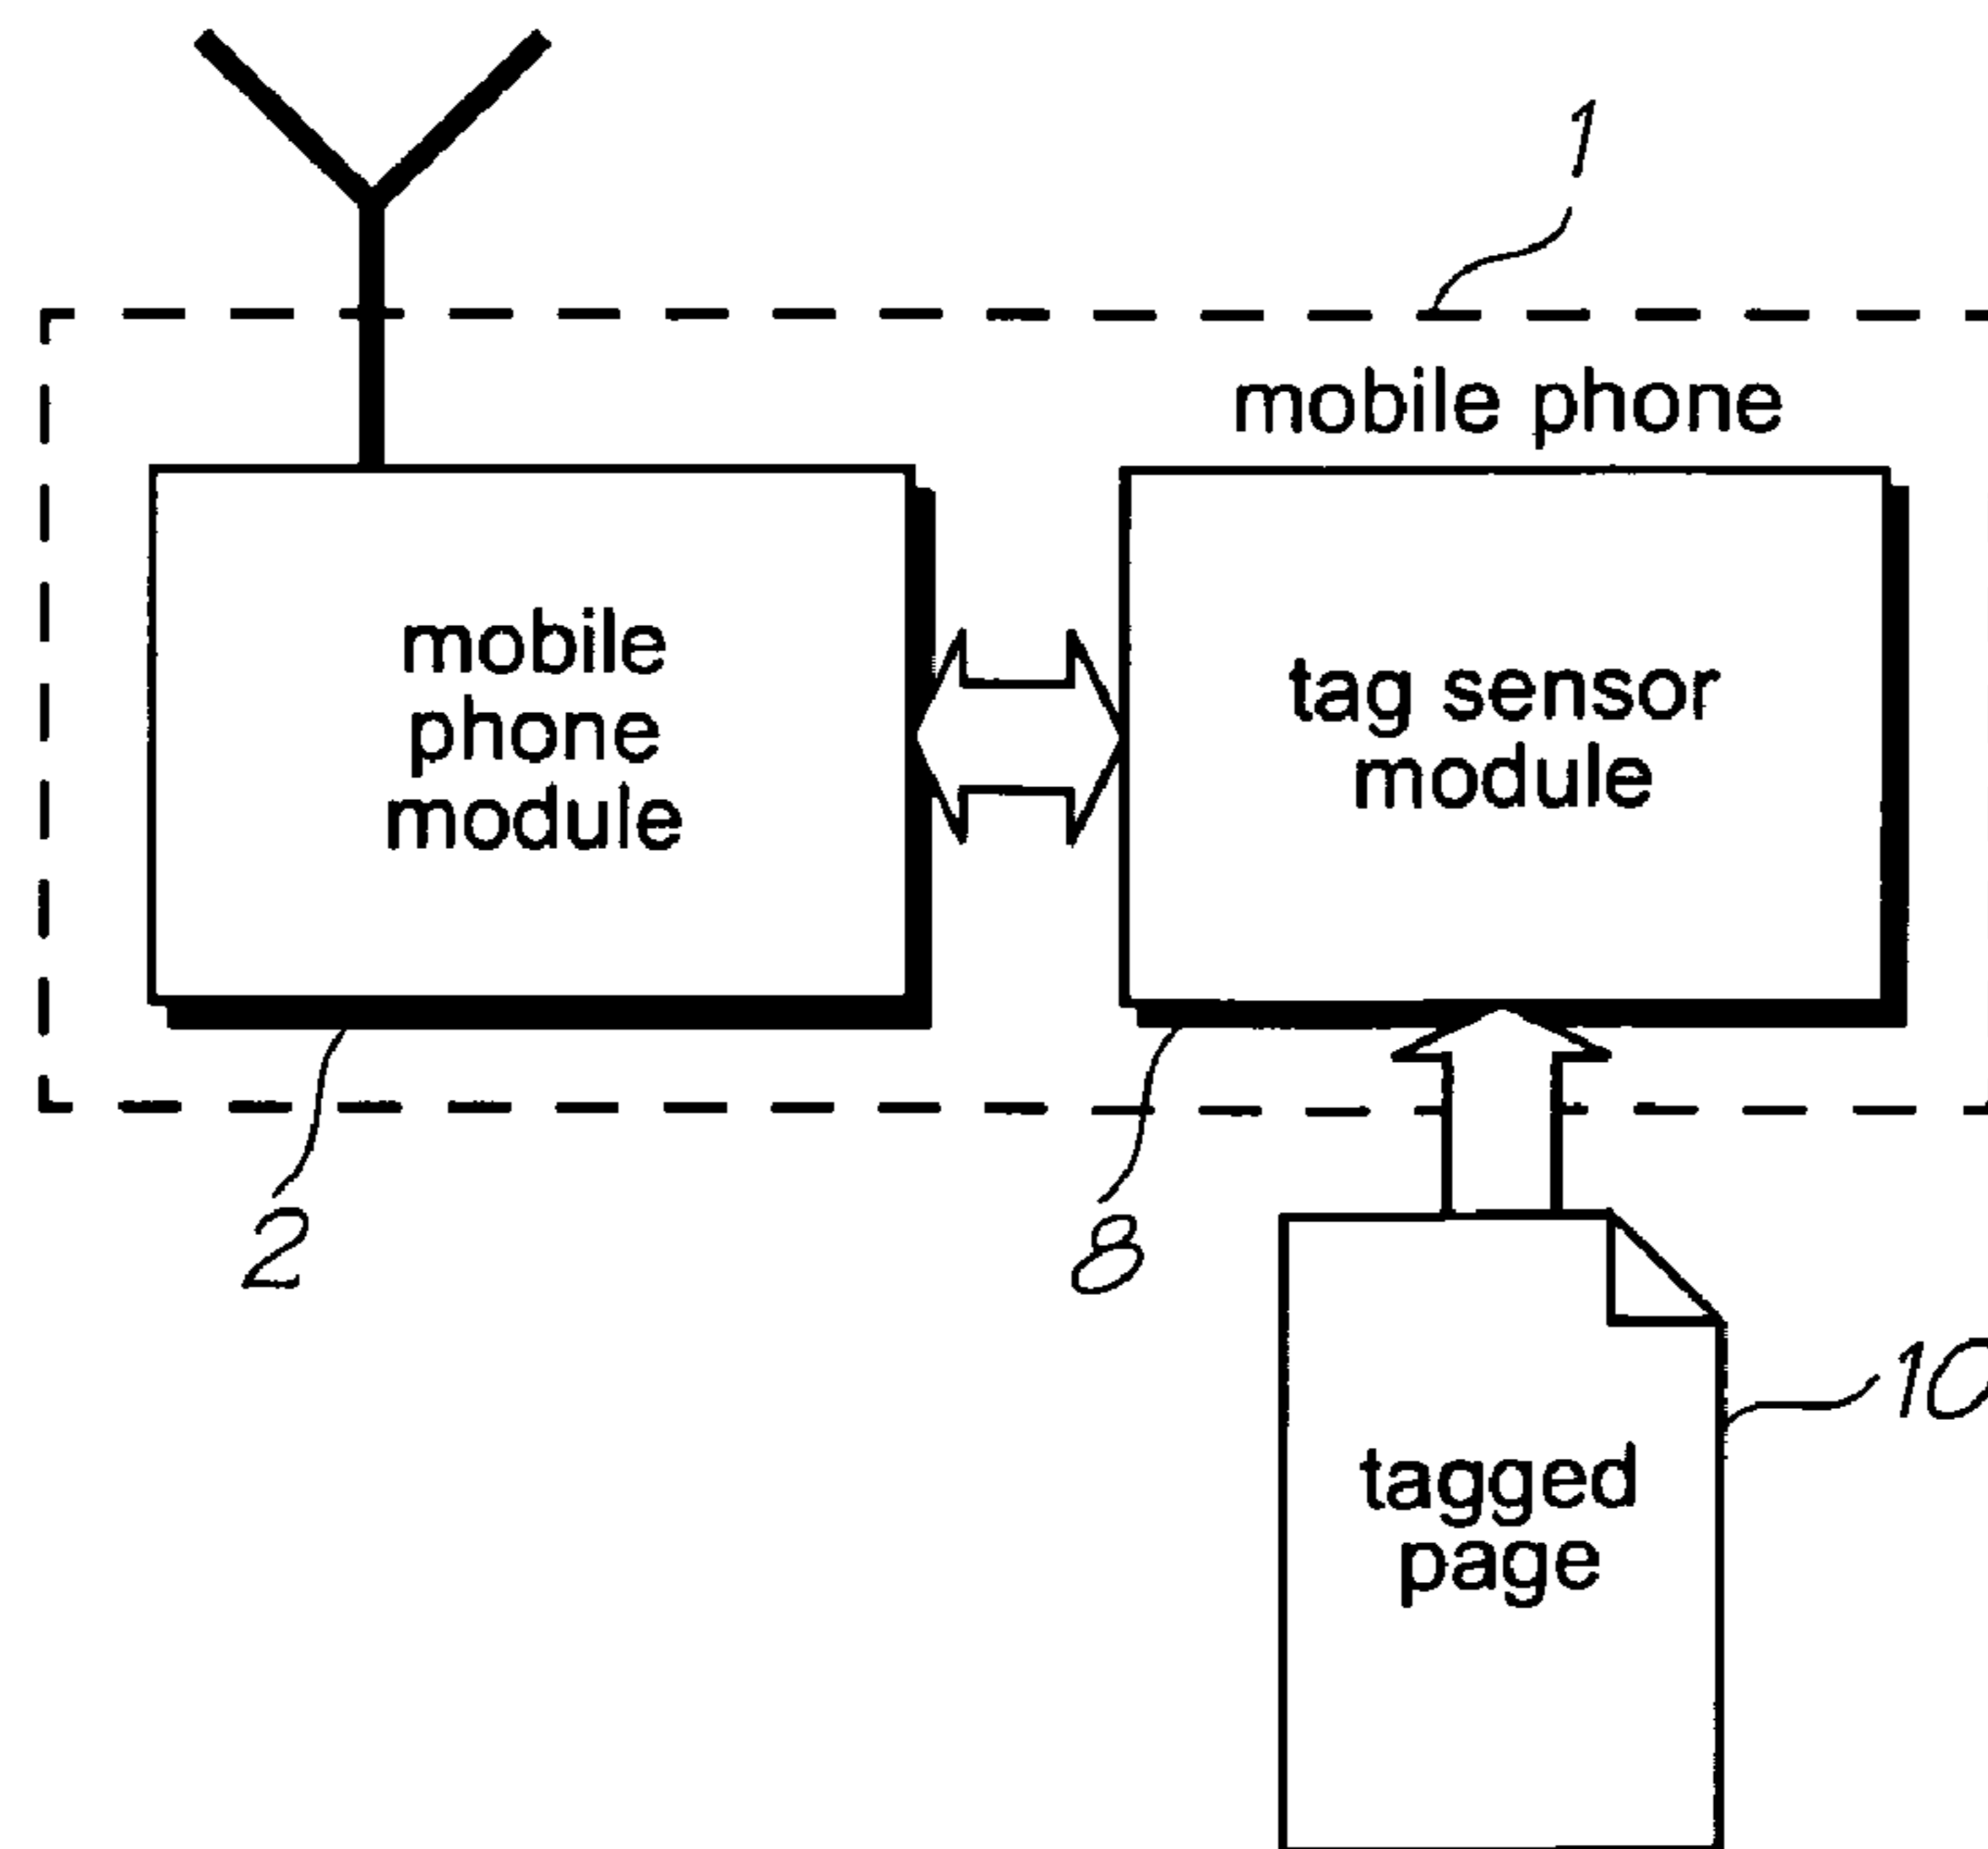 1
mobile phone
mobile
phone
module
tag sensor
module
2
8
10
tagged
page